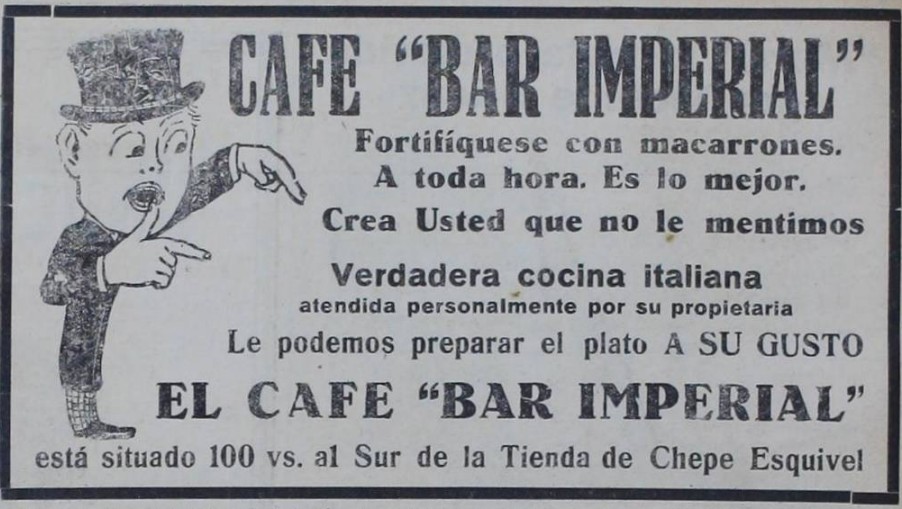 CAFE "BAR IMPERIAL"
Fortifíquese con macarrones.
A toda hora. Es lo mejor.
Crea Usted que no le mentimos
Verdadera cocina italiana
atendida personalmente por su propietaria
Le podemos preparar el plato A SU GUSTO
EL CAFE "BAR IMPERIAL"
está situado 100 vs. al Sur de la Tienda de Chepe Esquivel